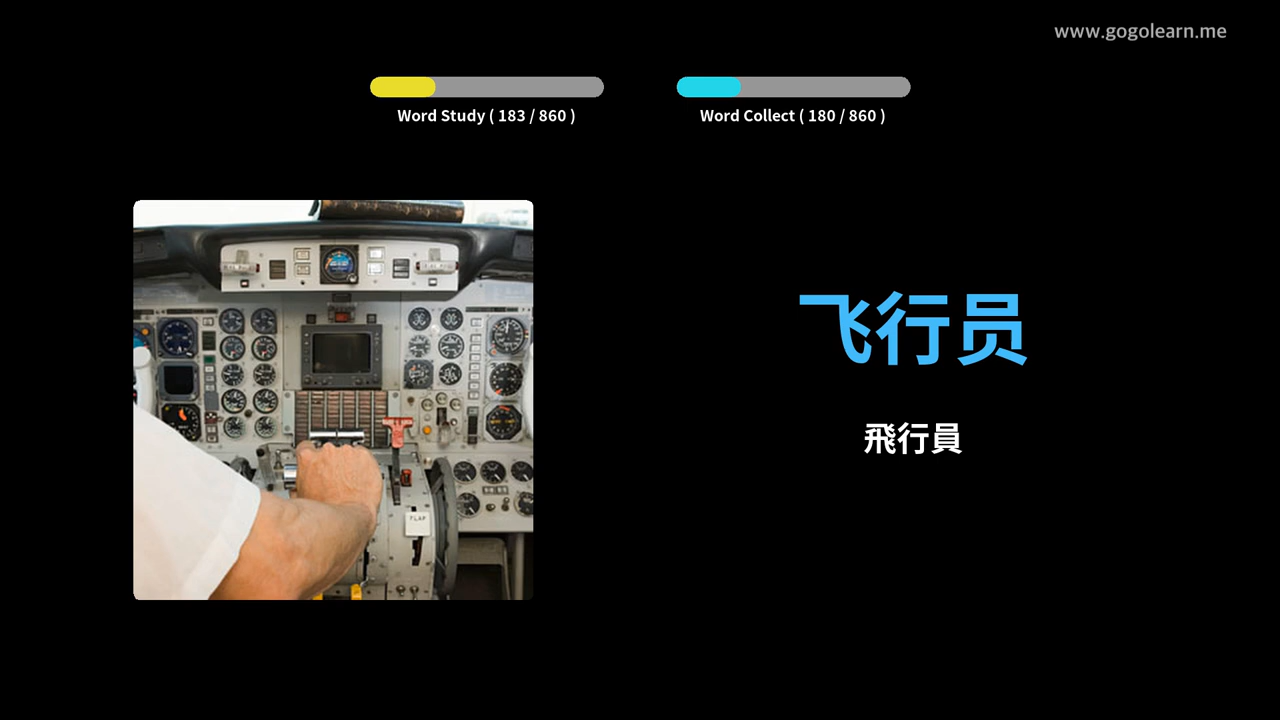 www.gogolearn.me
Word Study ( 183 / 860 )
Word Collect ( 180 / 860 )
飞行员
飛行員
FLAP